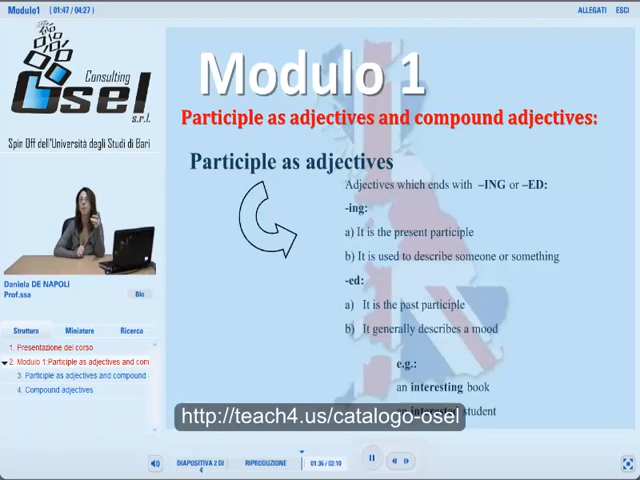 Modulo1 ( 01:47 / 04:27 )
ALLEGATI ESCI
Consulting
Osel
s.r.l.
Spin Off dell'Università degli Studi di Bari
Daniela DE NAPOLI
Prof.ssa
Bio
Struttura Miniature Ricerca
1. Presentazione del corso
2. Modulo 1:Participle as adjectives and com
3. Participle as adjectives and compound
4. Compound adjectives
Modulo 1
Participle as adjectives and compound adjectives:
Participle as adjectives
Adjectives which ends with –ING or –ED:
-ing:
a) It is the present participle
b) It is used to describe someone or something
-ed:
a) It is the past participle
b) It generally describes a mood
e.g.:
an interesting book
an interested student
http://teach4.us/catalogo-osel
DIAPOSITIVA 2 DI
4
RIPRODUZIONE
01:36 / 02:10